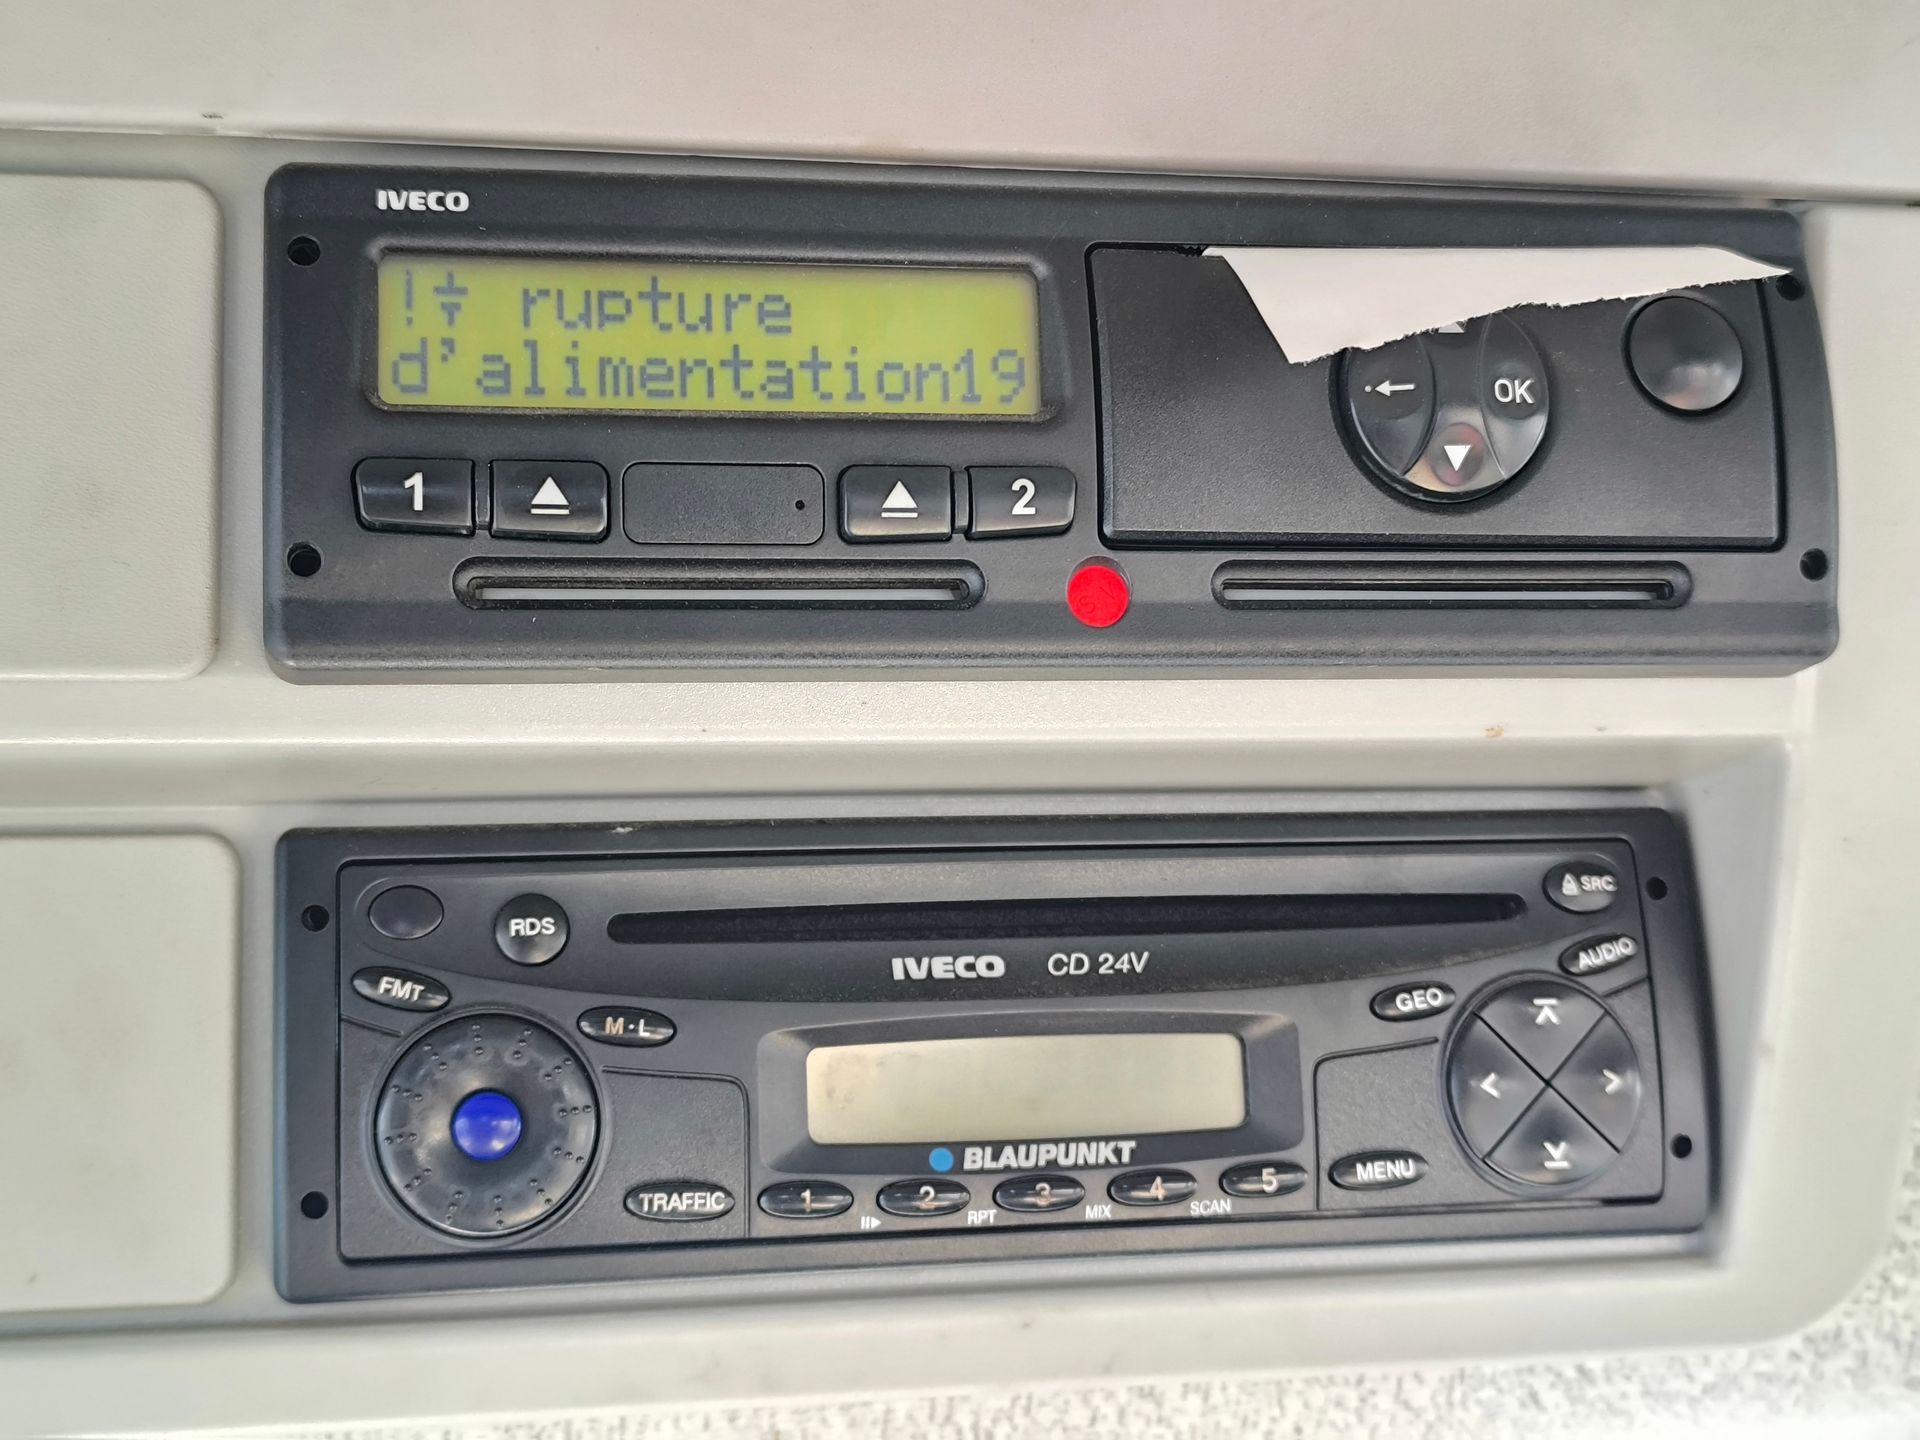 IVECO
! rupture
d'alimentation19
OK
1
2
SV
SRC
RDS
AUDIO
IVECO CD 24V
FMT
GEO
M·L
BLAUPUNKT
MENU
TRAFFIC
1 2 3 4 5
RPT MIX SCAN